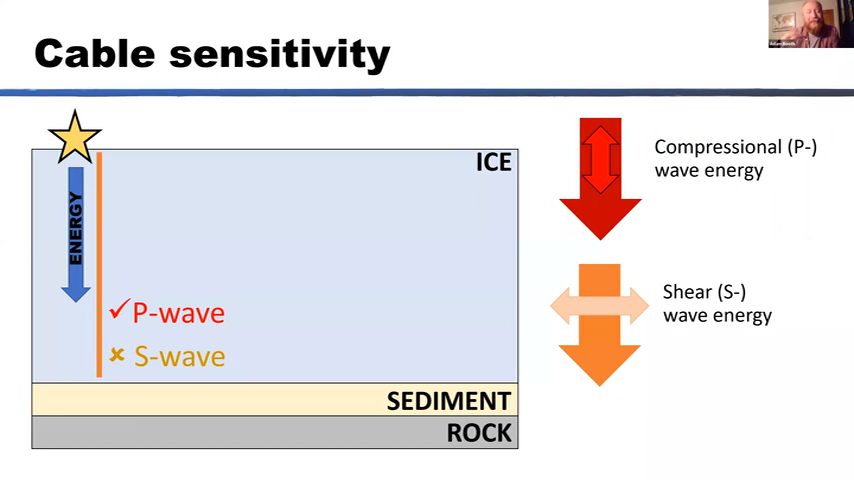 Cable sensitivity
ENERGY
ICE
✓P-wave
✘ S-wave
SEDIMENT
ROCK
Compressional (P-)
wave energy
Shear (S-)
wave energy